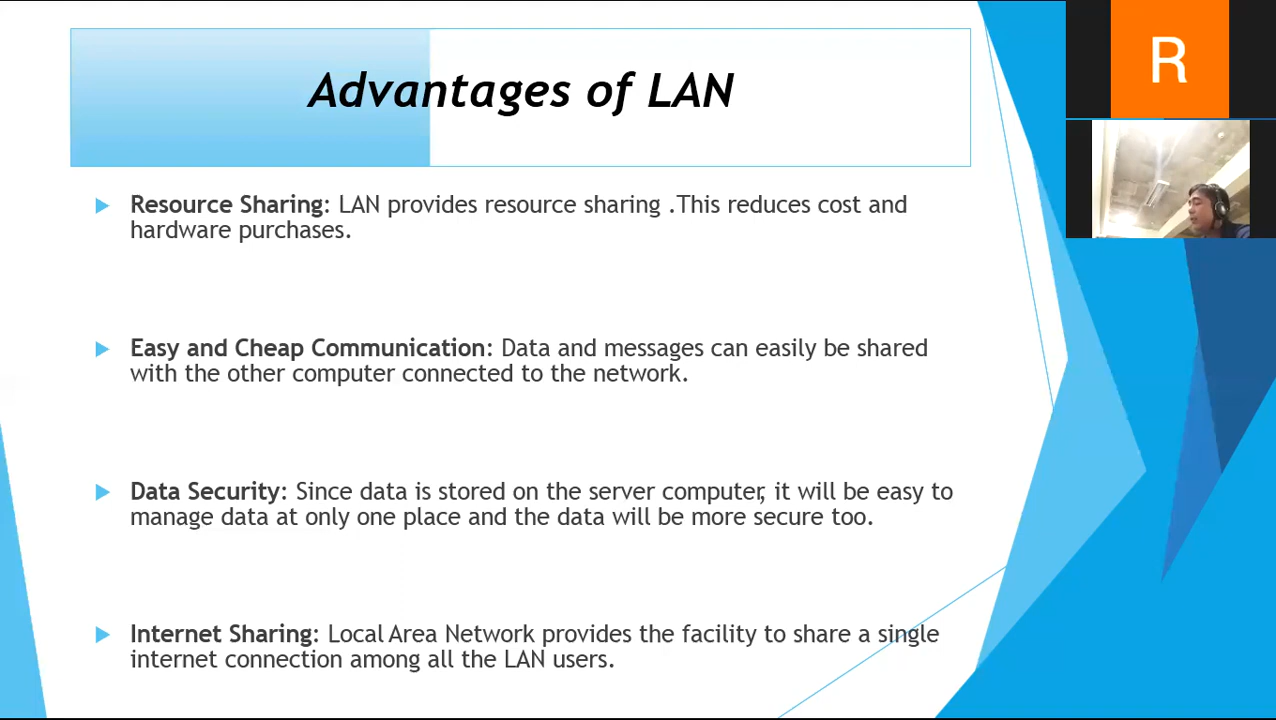 Advantages of LAN
R
Resource Sharing: LAN provides resource sharing .This reduces cost and
hardware purchases.
Easy and Cheap Communication: Data and messages can easily be shared
with the other computer connected to the network.
Data Security: Since data is stored on the server computer, it will be easy to
manage data at only one place and the data will be more secure too.
Internet Sharing: Local Area Network provides the facility to share a single
internet connection among all the LAN users.